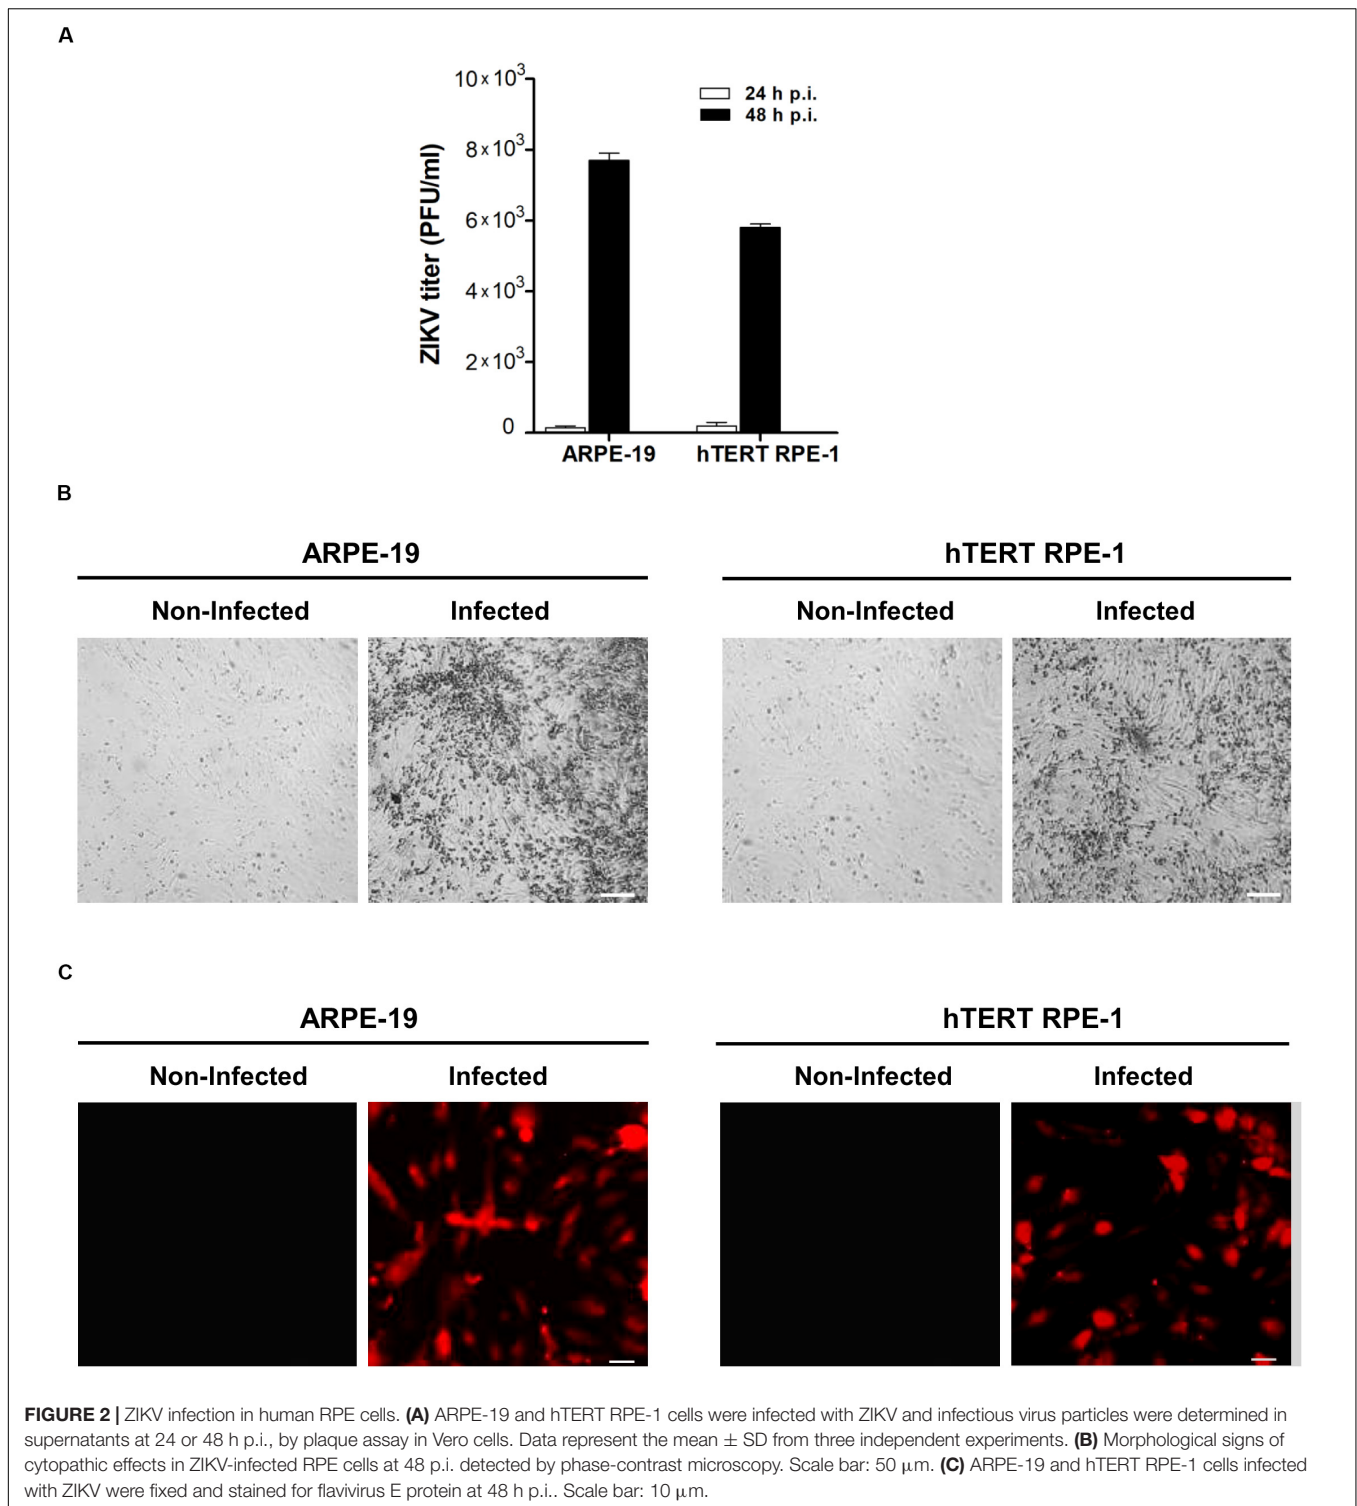 A
10×10³
8×10³
6×10³
4×10³
2×10³
0
ZIKV titer (PFU/ml)
24 h p.i.
48 h p.i.
ARPE-19 hTERT RPE-1
B
ARPE-19 hTERT RPE-1
Non-Infected Infected Non-Infected Infected
C
ARPE-19 hTERT RPE-1
Non-Infected Infected Non-Infected Infected
FIGURE 2 | ZIKV infection in human RPE cells. (A) ARPE-19 and hTERT RPE-1 cells were infected with ZIKV and infectious virus particles were determined in
supernatants at 24 or 48 h p.i., by plaque assay in Vero cells. Data represent the mean ± SD from three independent experiments. (B) Morphological signs of
cytopathic effects in ZIKV-infected RPE cells at 48 p.i. detected by phase-contrast microscopy. Scale bar: 50 μm. (C) ARPE-19 and hTERT RPE-1 cells infected
with ZIKV were fixed and stained for flavivirus E protein at 48 h p.i.. Scale bar: 10 μm.